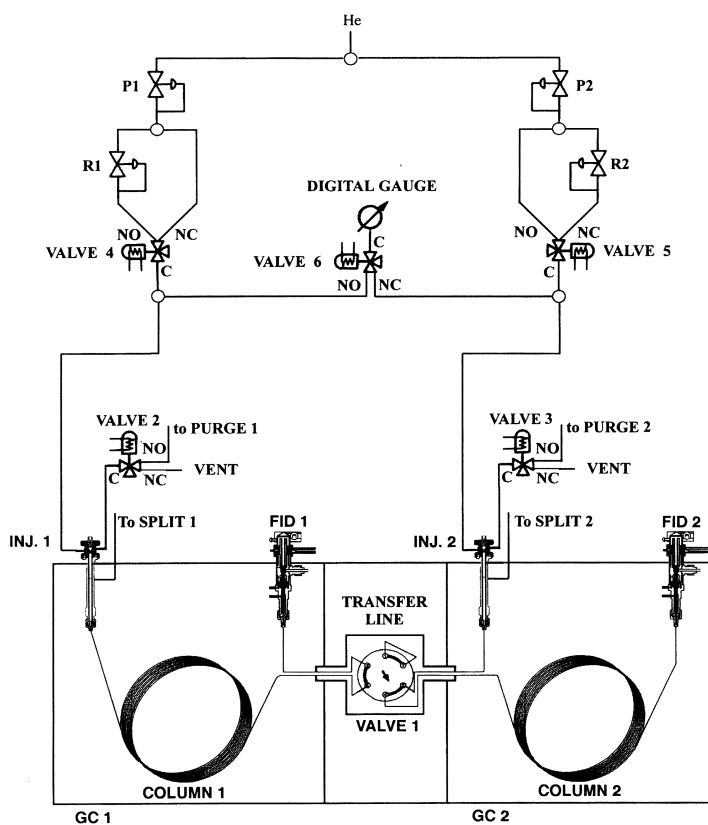 He
P1
P2
R1
R2
DIGITAL GAUGE
NO
NC
C
NO
NC
VALVE 4
VALVE 6
VALVE 5
C
NO
NC
C
VALVE 2
to PURGE 1
NO
C
NC
VENT
VALVE 3
to PURGE 2
NO
C
NC
VENT
To SPLIT 1
FID 1
To SPLIT 2
FID 2
INJ. 1
INJ. 2
TRANSFER
LINE
VALVE 1
COLUMN 1
COLUMN 2
GC 1
GC 2